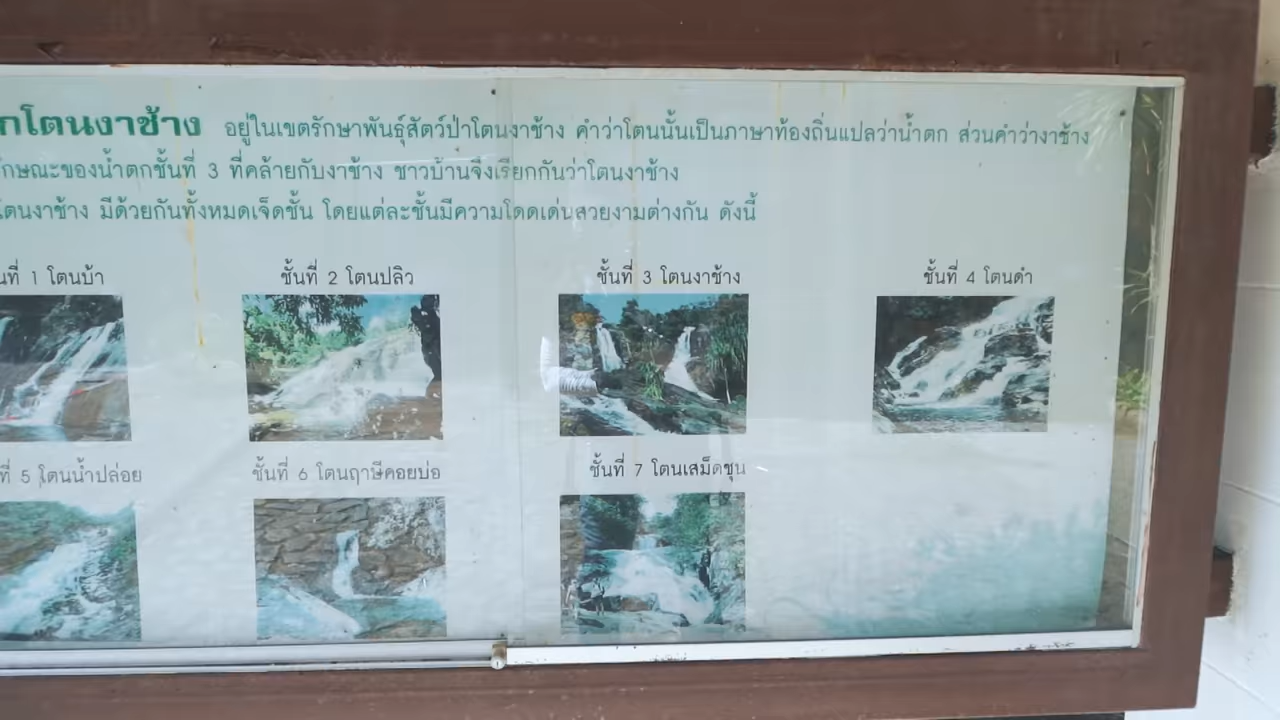 กโตนงาช้าง อยู่ในเขตรักษาพันธุ์สัตว์ป่าโตนงาช้าง คำว่าโตนนั้นเป็นภาษาท้องถิ่นแปลว่าน้ำตก ส่วนคำว่างาช้าง
ักษณะของน้ำตกชั้นที่ 3 ที่คล้ายกับงาช้าง ชาวบ้านจึงเรียกกันว่าโตนงาช้าง
โตนงาช้าง มีด้วยกันทั้งหมดเจ็ดชั้น โดยแต่ละชั้นมีความโดดเด่นสวยงามต่างกัน ดังนี้
นที่ 1 โตนบ้า
ชั้นที่ 2 โตนปลิว
ชั้นที่ 3 โตนงาช้าง
ชั้นที่ 4 โตนดำ
ที่ 5 โตนน้ำปล่อย
ชั้นที่ 6 โตนฤาษีคอยบ่อ
ชั้นที่ 7 โตนเสม็ดชุน